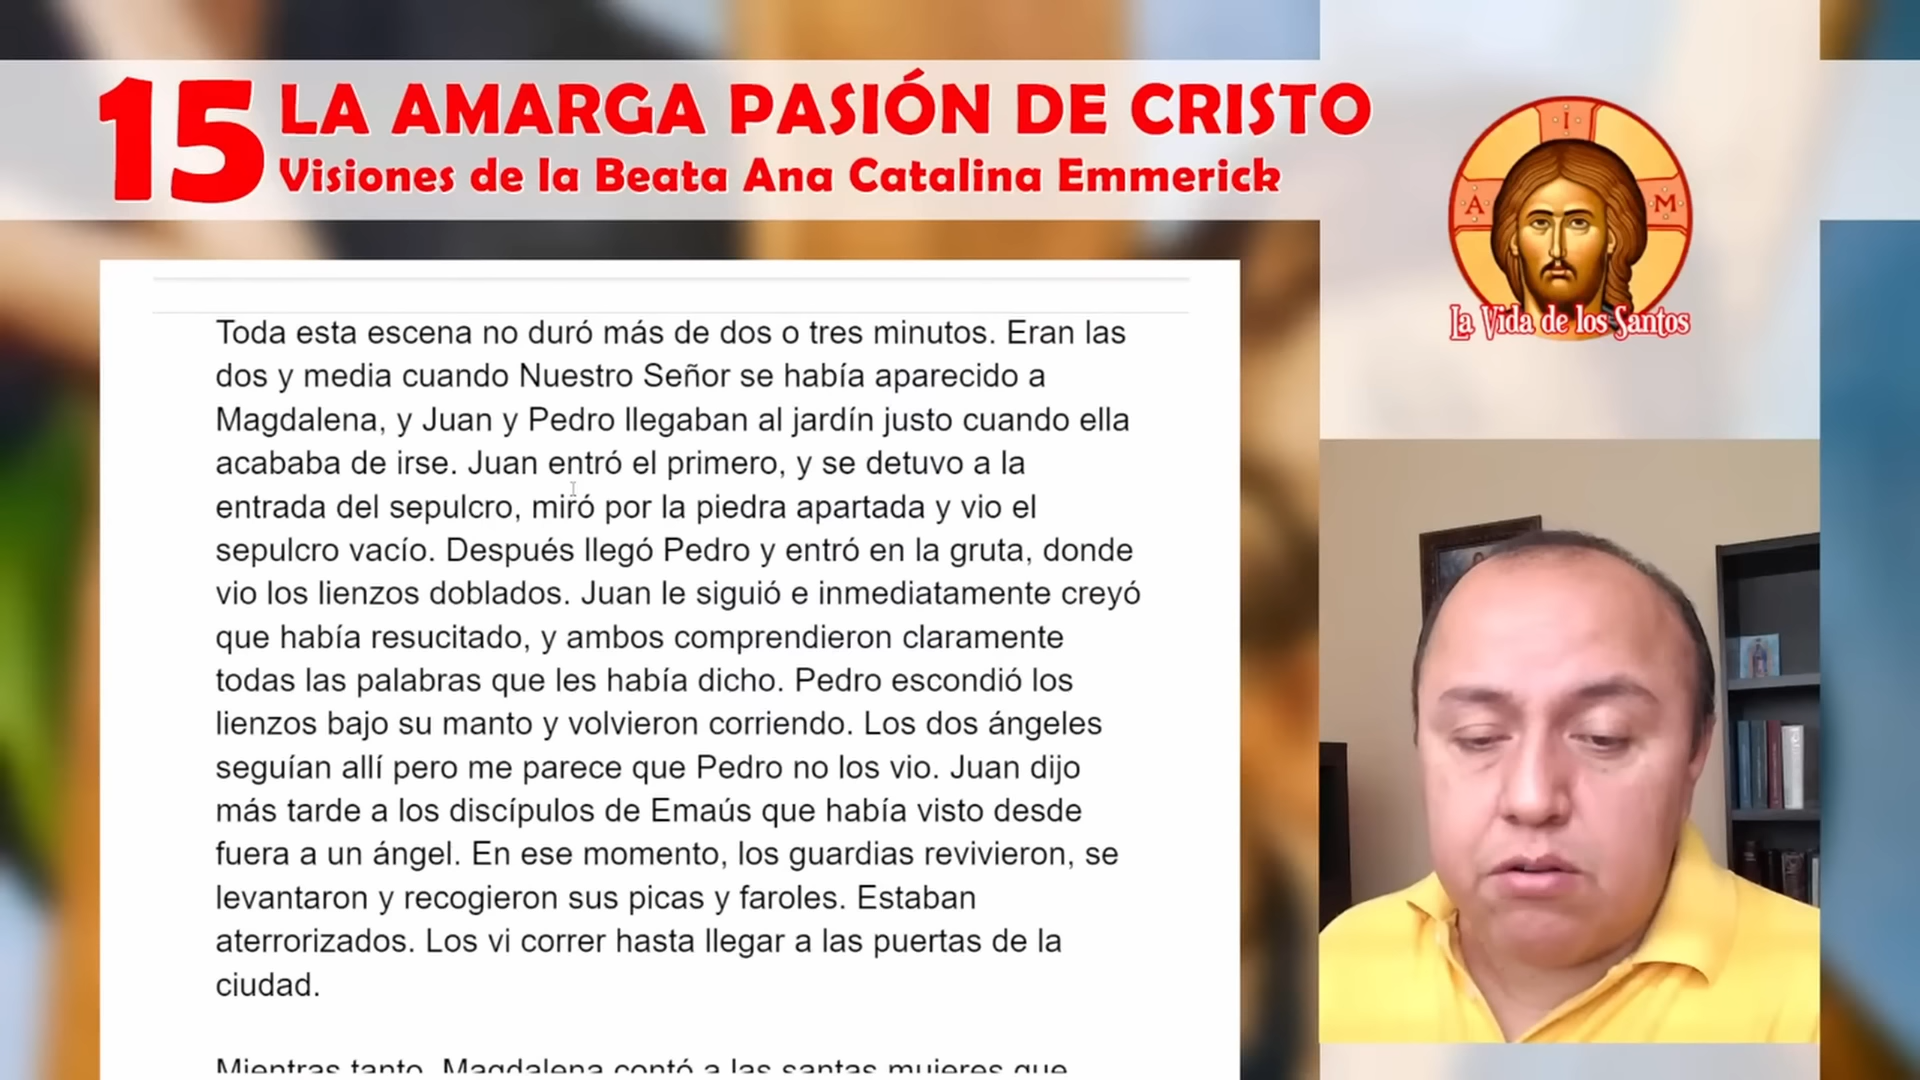 15
LA AMARGA PASIÓN DE CRISTO
Visiones de la Beata Ana Catalina Emmerick
I
A
M
La Vida de los Santos
Toda esta escena no duró más de dos o tres minutos. Eran las
dos y media cuando Nuestro Señor se había aparecido a
Magdalena, y Juan y Pedro llegaban al jardín justo cuando ella
acababa de irse. Juan entró el primero, y se detuvo a la
entrada del sepulcro, miró por la piedra apartada y vio el
sepulcro vacío. Después llegó Pedro y entró en la gruta, donde
vio los lienzos doblados. Juan le siguió e inmediatamente creyó
que había resucitado, y ambos comprendieron claramente
todas las palabras que les había dicho. Pedro escondió los
lienzos bajo su manto y volvieron corriendo. Los dos ángeles
seguían allí pero me parece que Pedro no los vio. Juan dijo
más tarde a los discípulos de Emaús que había visto desde
fuera a un ángel. En ese momento, los guardias revivieron, se
levantaron y recogieron sus picas y faroles. Estaban
aterrorizados. Los vi correr hasta llegar a las puertas de la
ciudad.
Mientras tanto, Magdalena contó a las santas mujeres que